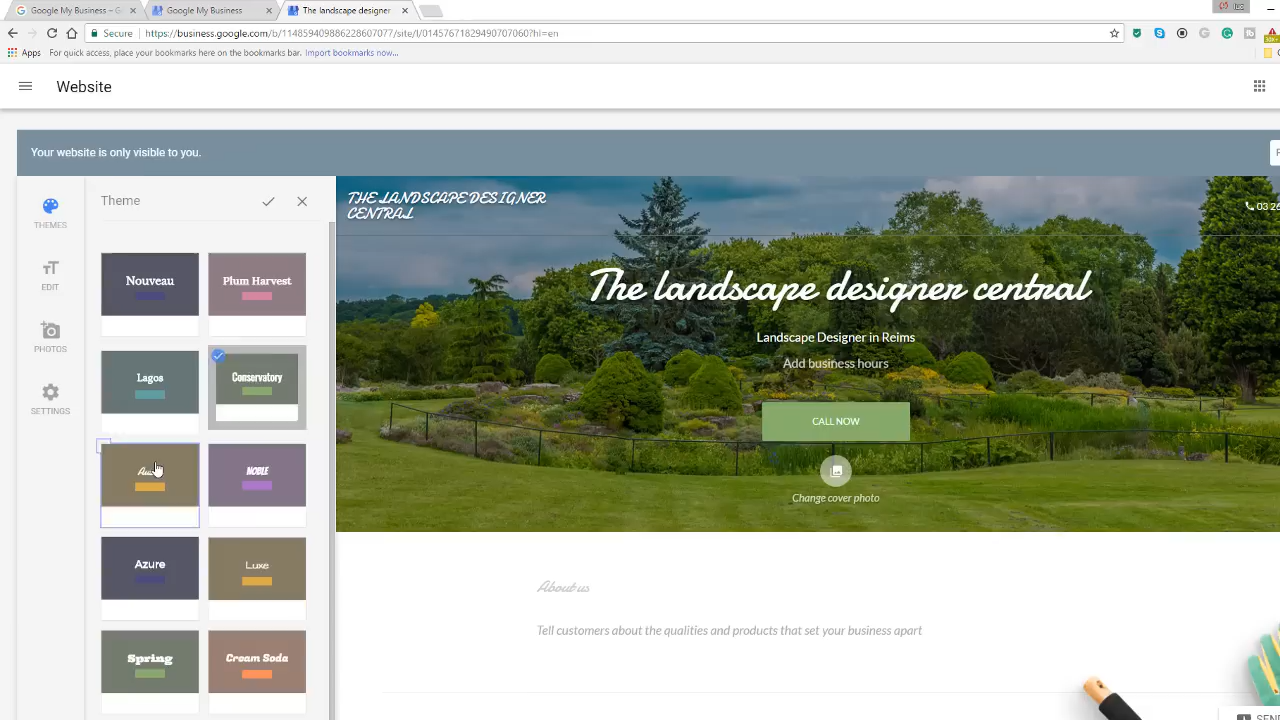 Google My Business – G
Google My Business
The landscape designer
Secure
https://business.google.com/b/114859409886228607077/site/l/01457671829490707060?hl=en
Apps
For quick access, place your bookmarks here on the bookmarks bar. Import bookmarks now...
Website
Your website is only visible to you.
THEMES
EDIT
PHOTOS
SETTINGS
Theme
Nouveau
Plum Harvest
Lagos
Conservatory
NOBLE
Azure
Luxe
Spring
Cream Soda
THE LANDSCAPE DESIGNER
CENTRAL
03 26
The landscape designer central
Landscape Designer in Reims
Add business hours
CALL NOW
Change cover photo
About us
Tell customers about the qualities and products that set your business apart